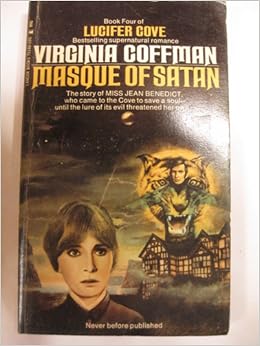 Book Four of
LUCIFER COVE
Bestselling supernatural romance
VIRGINIA COFFMAN
MASQUE OF SATAN
The story of MISS JEAN BENEDICT,
who came to the Cove to save a soul—
until the lure of its evil threatened her
Never before published